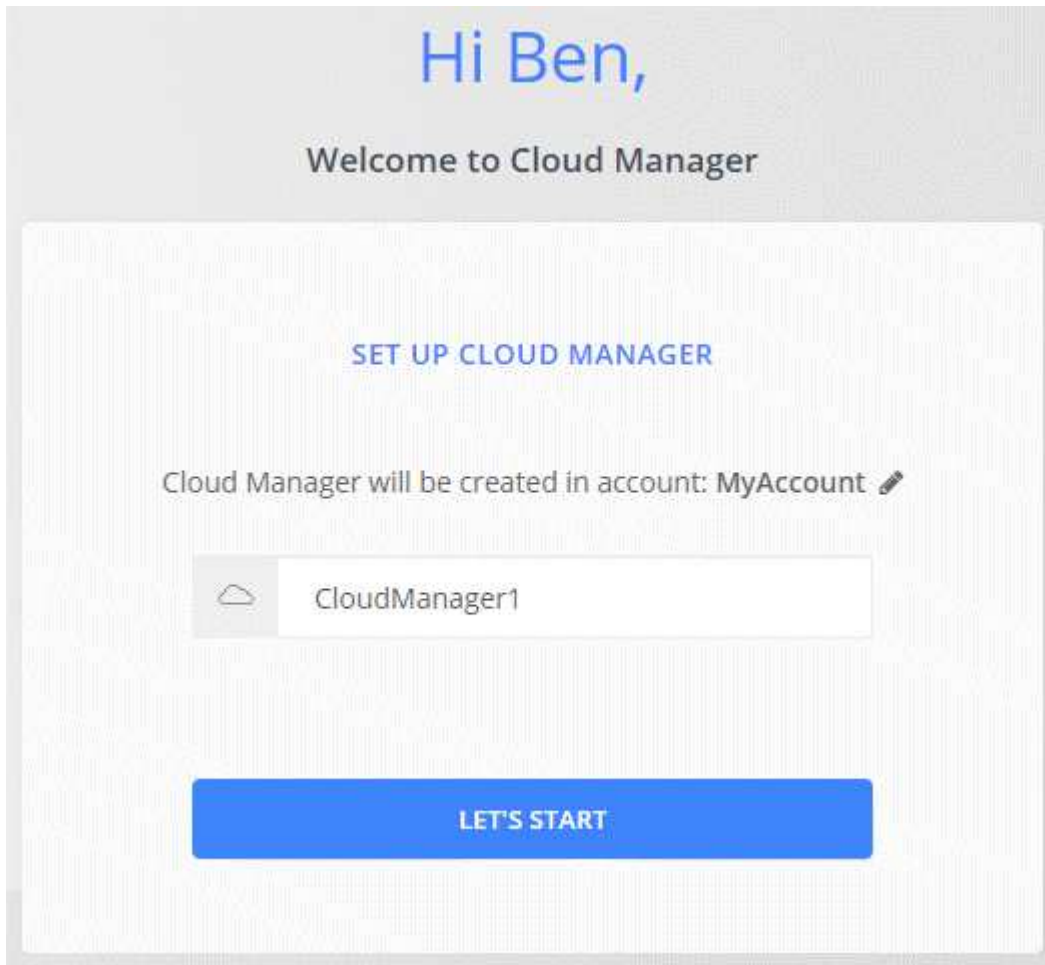 Hi Ben,
Welcome to Cloud Manager
SET UP CLOUD MANAGER
Cloud Manager will be created in account: MyAccount
CloudManager1
LET'S START